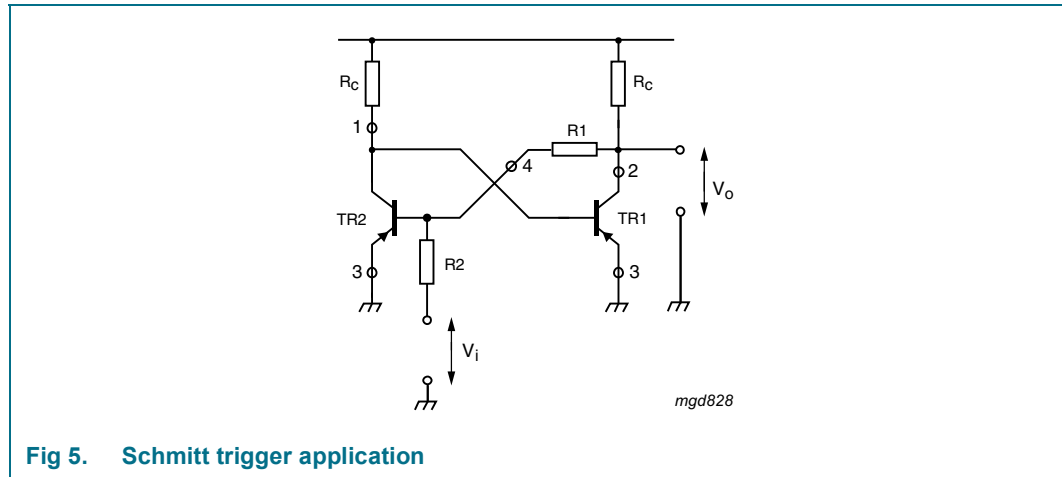 Rc
Rc
1
R1
4
2
Vo
TR2
TR1
3
R2
3
Vi
mgd828
Fig 5. Schmitt trigger application